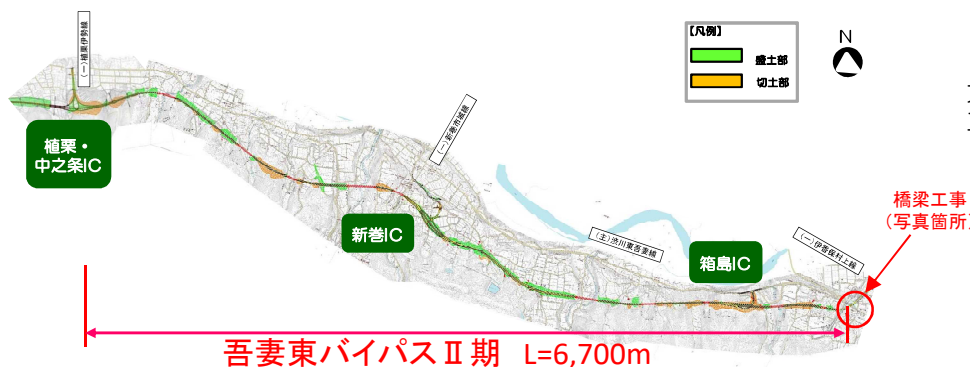 (一)植栗伊勢線
【凡例】
盛土部
切土部
N
植栗・
中之条IC
(一)新巻市城線
新巻IC
(主)渋川東吾妻線
箱島IC
(一)伊香保村上線
橋梁工事
(写真箇所)
吾妻東バイパスⅡ期 L=6,700m